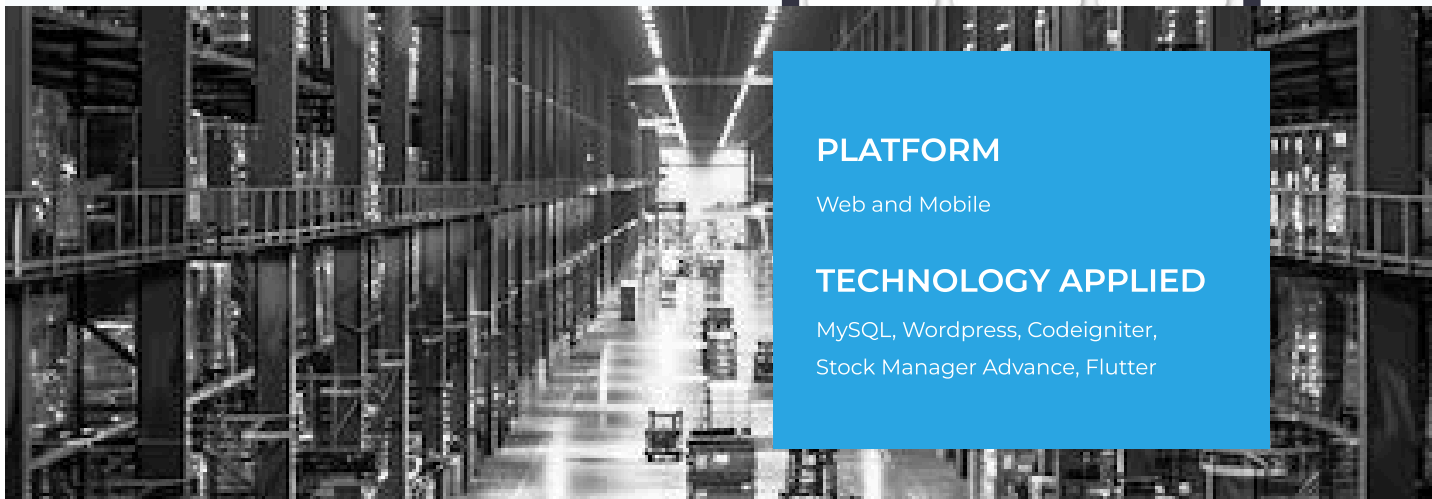 PLATFORM
Web and Mobile
TECHNOLOGY APPLIED
MySQL, Wordpress, Codeigniter,
Stock Manager Advance, Flutter